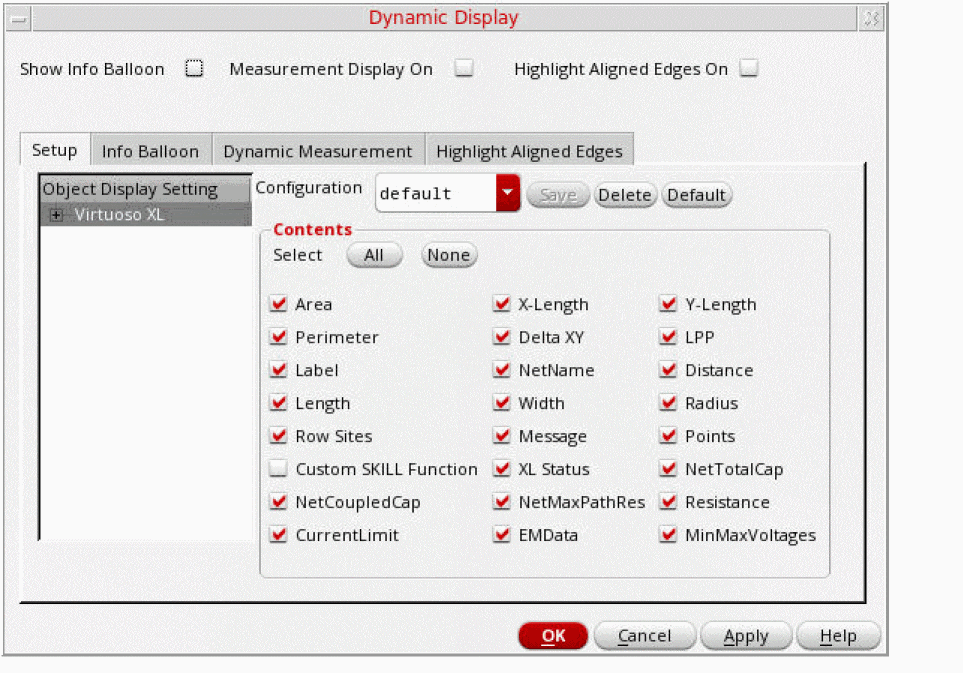 Dynamic Display
Show Info Balloon Measurement Display On Highlight Aligned Edges On
Setup Info Balloon Dynamic Measurement Highlight Aligned Edges
Object Display Setting
Virtuoso XL
Configuration default Save Delete Default
Contents
Select All None
Area X-Length Y-Length
Perimeter Delta XY LPP
Label NetName Distance
Length Width Radius
Row Sites Message Points
Custom SKILL Function XL Status NetTotalCap
NetCoupledCap NetMaxPathRes Resistance
CurrentLimit EMData MinMaxVoltages
OK Cancel Apply Help